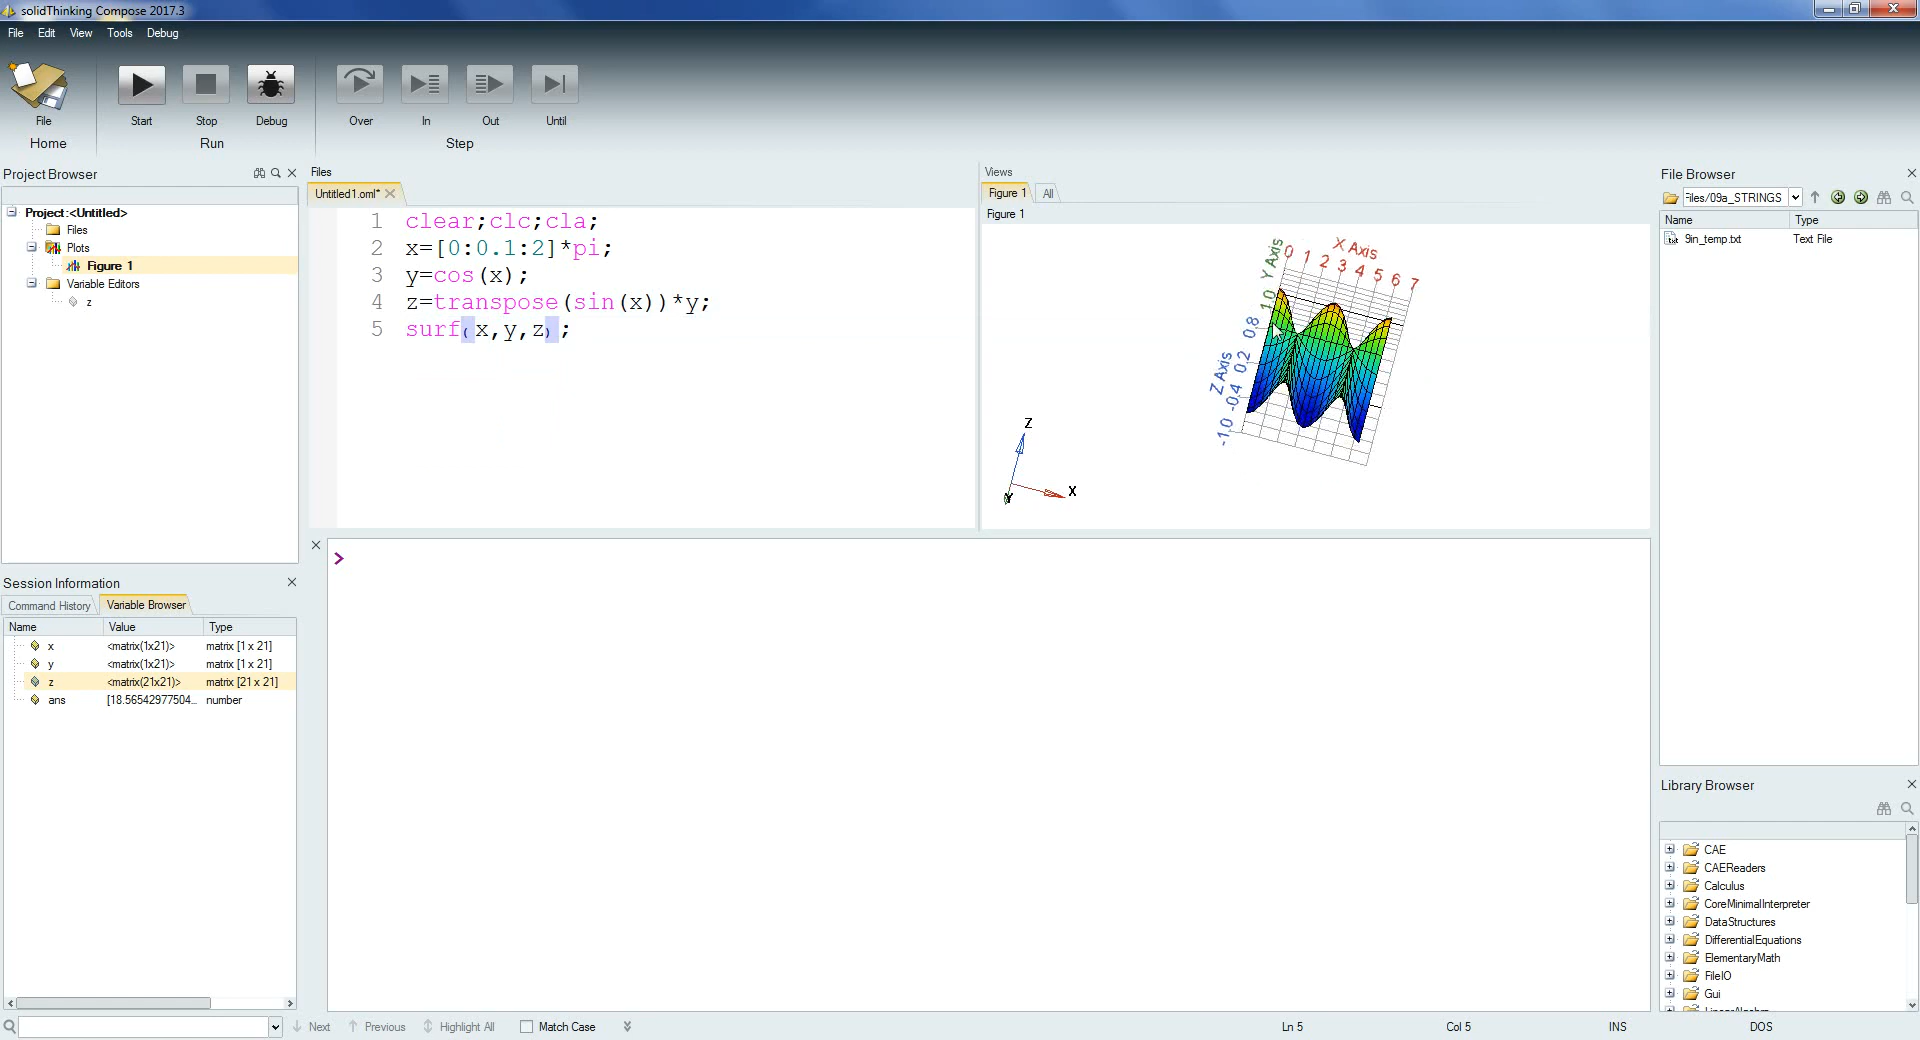 solidThinking Compose 2017.3
File Edit View Tools Debug
File Start Stop Debug Over In Out Until
Home Run Step
Project Browser
Project:<Untitled>
Files
Plots
Figure 1
Variable Editors
z
Files
Untitled1.oml*
1 clear;clc;cla;
2 x=[0:0.1:2]*pi;
3 y=cos(x);
4 z=transpose(sin(x))*y;
5 surf(x,y,z);
Views
Figure 1 All
Figure 1
X Axis
0 1 2 3 4 5 6 7
Y Axis
1.0
Z Axis
-1.0 -0.4 0.2 0.8
Z
X
Y
>
File Browser
Files/09a_STRINGS
Name Type
9in_temp.txt Text File
Session Information
Command History Variable Browser
Name Value Type
x <matrix(1x21)> matrix [1 x 21]
y <matrix(1x21)> matrix [1 x 21]
z <matrix(21x21)> matrix [21 x 21]
ans [18.56542977504... number
Library Browser
CAE
CAEReaders
Calculus
CoreMinimalInterpreter
DataStructures
DifferentialEquations
ElementaryMath
FileIO
Gui
LinearAlgebra
Next Previous Highlight All Match Case
Ln 5 Col 5 INS DOS